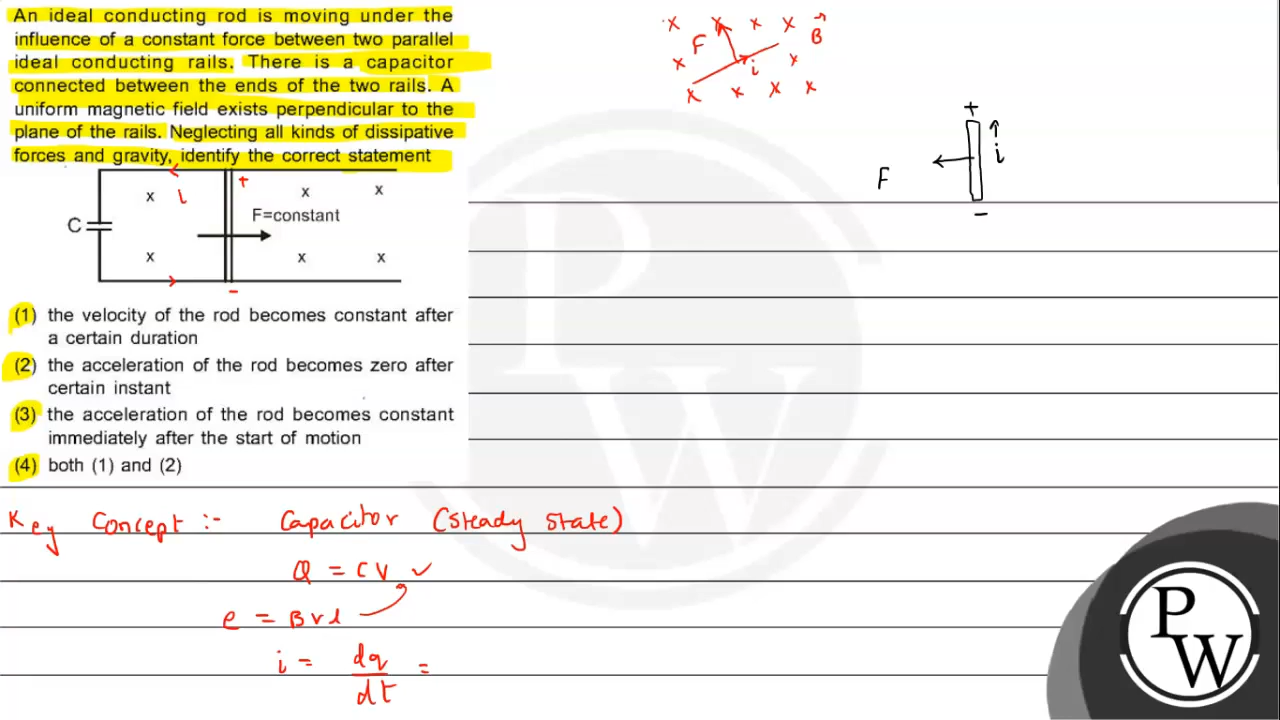 An ideal conducting rod is moving under the
influence of a constant force between two parallel
ideal conducting rails. There is a capacitor
connected between the ends of the two rails. A
uniform magnetic field exists perpendicular to the
plane of the rails. Neglecting all kinds of dissipative
forces and gravity, identify the correct statement
x x x
i +
F=constant
C
x x x
-
(1) the velocity of the rod becomes constant after
a certain duration
(2) the acceleration of the rod becomes zero after
certain instant
(3) the acceleration of the rod becomes constant
immediately after the start of motion
(4) both (1) and (2)
x x x x B
F
x i x
x x x x
+
i
F
-
Key Concept :- Capacitor (steady state)
Q = CV ✓
e = Bvl
i = dq/dt =
PW
PW